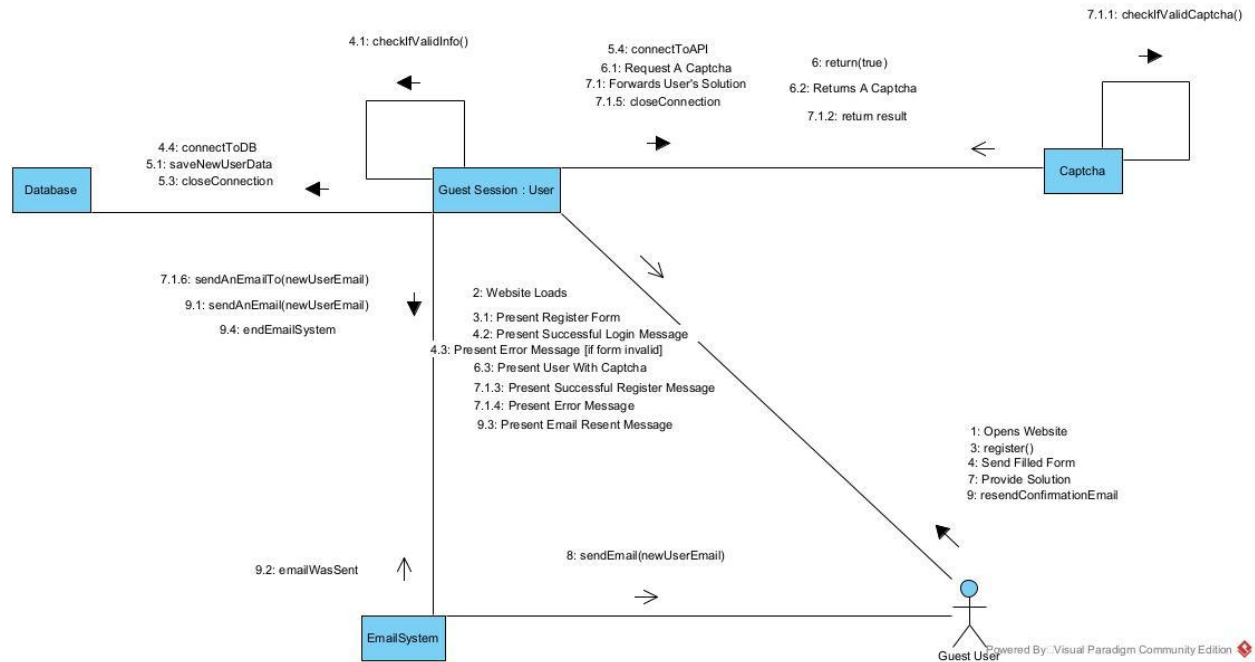 7.1.1: checkIfValidCaptcha()
4.1: checkIfValidInfo()
5.4: connectToAPI
6.1: Request A Captcha
7.1: Forwards User's Solution
7.1.5: closeConnection
6: return(true)
6.2: Returns A Captcha
7.1.2: return result
4.4: connectToDB
5.1: saveNewUserData
5.3: closeConnection
Database
Guest Session : User
Captcha
7.1.6: sendAnEmailTo(newUserEmail)
9.1: sendAnEmail(newUserEmail)
9.4: endEmailSystem
2: Website Loads
3.1: Present Register Form
4.2: Present Successful Login Message
4.3: Present Error Message [if form invalid]
6.3: Present User With Captcha
7.1.3: Present Successful Register Message
7.1.4: Present Error Message
9.3: Present Email Resent Message
1: Opens Website
3: register()
4: Send Filled Form
7: Provide Solution
9: resendConfirmationEmail
8: sendEmail(newUserEmail)
9.2: emailWasSent
EmailSystem
Guest User
Powered By Visual Paradigm Community Edition